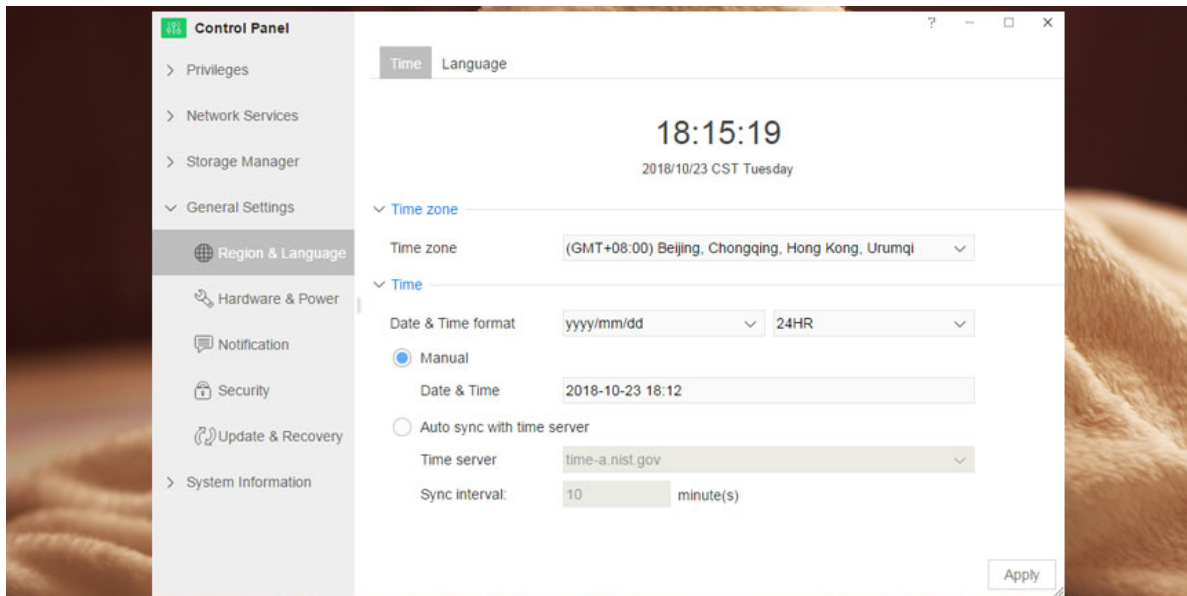 Control Panel
?
Privileges
Network Services
Storage Manager
General Settings
Region & Language
Hardware & Power
Notification
Security
Update & Recovery
System Information
Time Language
18:15:19
2018/10/23 CST Tuesday
Time zone
Time zone (GMT+08:00) Beijing, Chongqing, Hong Kong, Urumqi
Time
Date & Time format yyyy/mm/dd 24HR
Manual
Date & Time 2018-10-23 18:12
Auto sync with time server
Time server time-a.nist.gov
Sync interval: 10 minute(s)
Apply